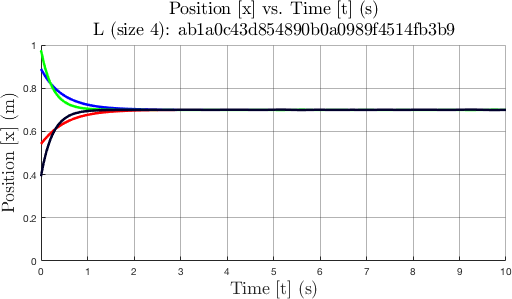 Position [x] vs. Time [t] (s)
L (size 4): ab1a0c43d854890b0a0989f4514fb3b9
Position [x] (m)
1
0.8
0.6
0.4
0.2
0
0 1 2 3 4 5 6 7 8 9 10
Time [t] (s)